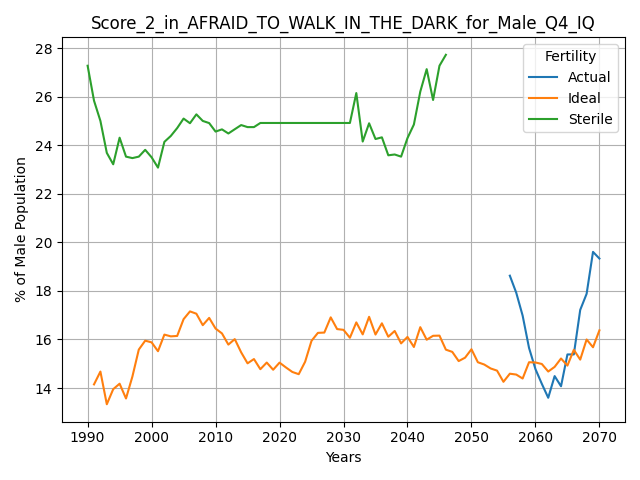 Score_2_in_AFRAID_TO_WALK_IN_THE_DARK_for_Male_Q4_IQ
Fertility
Actual
Ideal
Sterile
% of Male Population
28
26
24
22
20
18
16
14
1990 2000 2010 2020 2030 2040 2050 2060 2070
Years